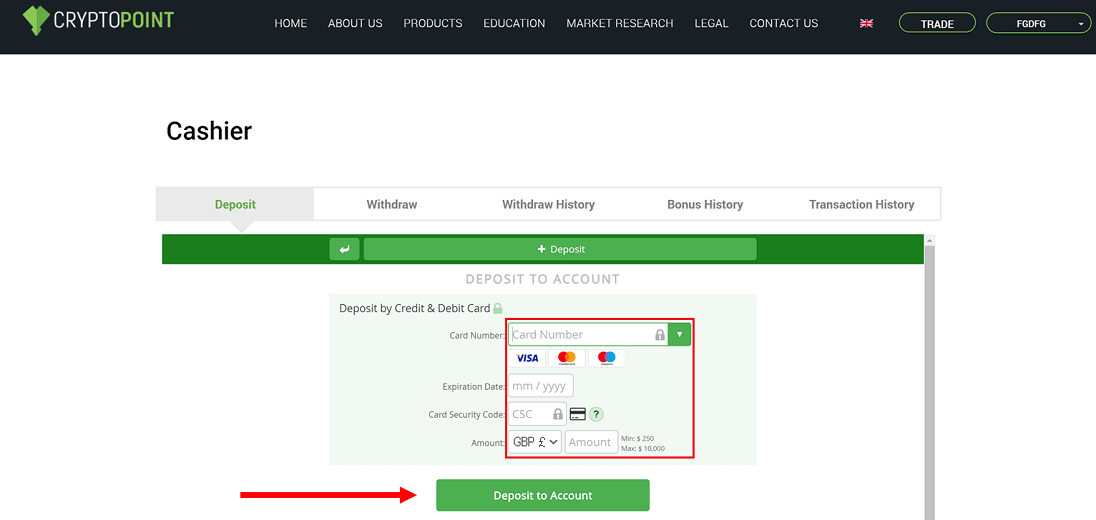 CRYPTOPOINT
HOME ABOUT US PRODUCTS EDUCATION MARKET RESEARCH LEGAL CONTACT US TRADE FGDFG
Cashier
Deposit Withdraw Withdraw History Bonus History Transaction History
+ Deposit
DEPOSIT TO ACCOUNT
Deposit by Credit & Debit Card
Card Number: Card Number
VISA
Expiration Date: mm / yyyy
Card Security Code: CSC ?
Amount: GBP £ Amount Min: $ 250
Max: $ 10,000
Deposit to Account